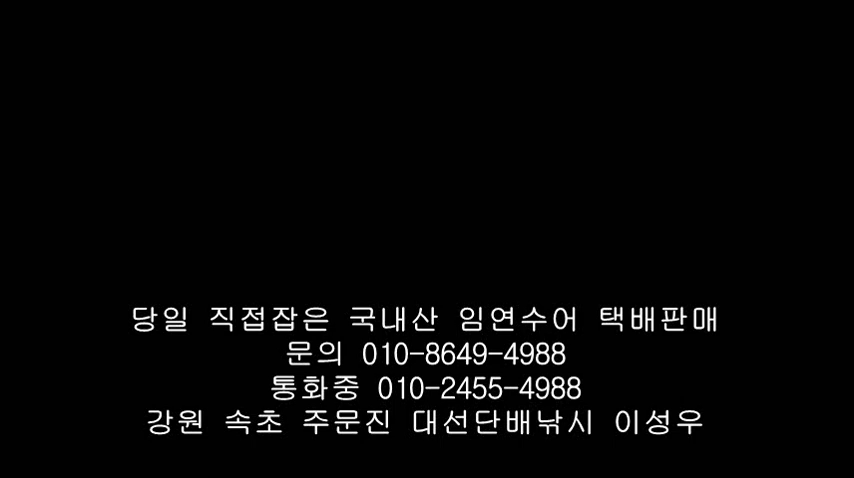 당일 직접잡은 국내산 임연수어 택배판매
문의 010-8649-4988
통화중 010-2455-4988
강원 속초 주문진 대선단배낚시 이성우